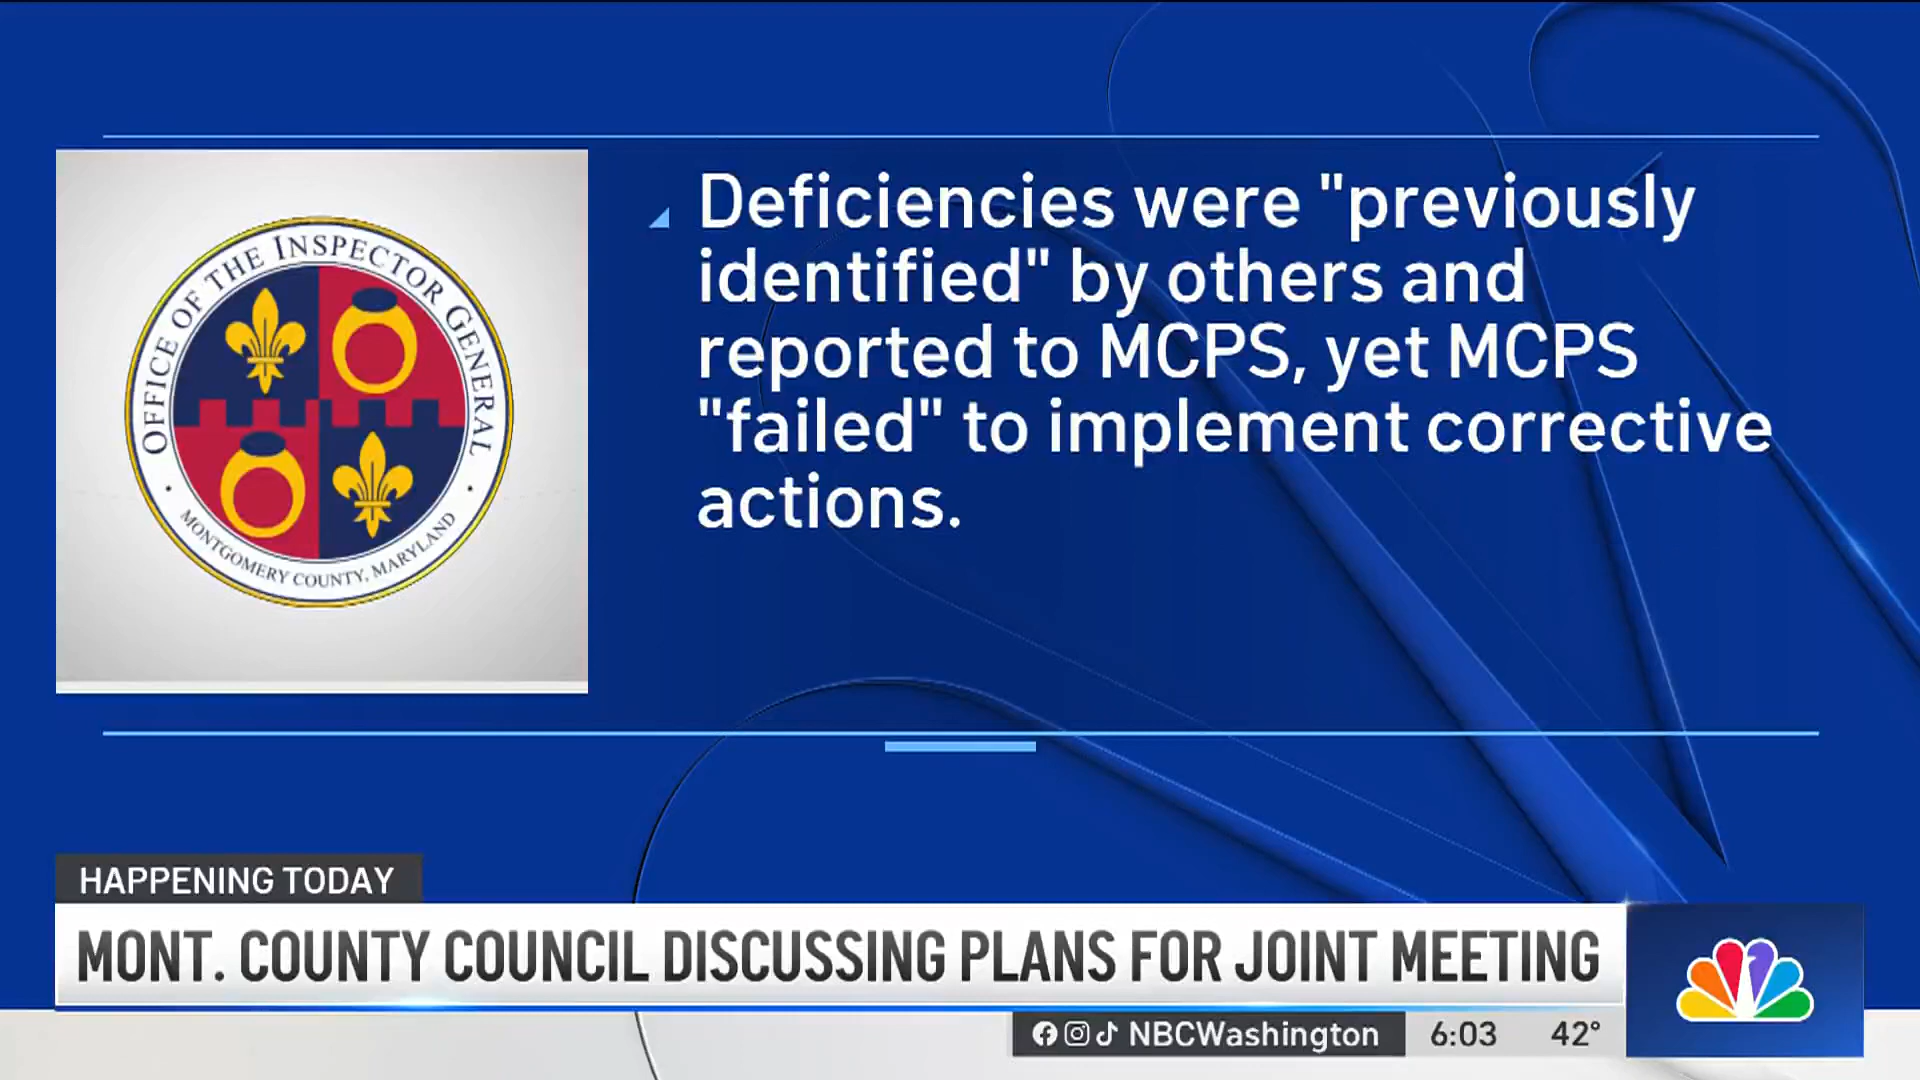 OFFICE OF THE INSPECTOR GENERAL
• MONTGOMERY COUNTY, MARYLAND •
Deficiencies were "previously
identified" by others and
reported to MCPS, yet MCPS
"failed" to implement corrective
actions.
HAPPENING TODAY
MONT. COUNTY COUNCIL DISCUSSING PLANS FOR JOINT MEETING
NBCWashington 6:03 42°